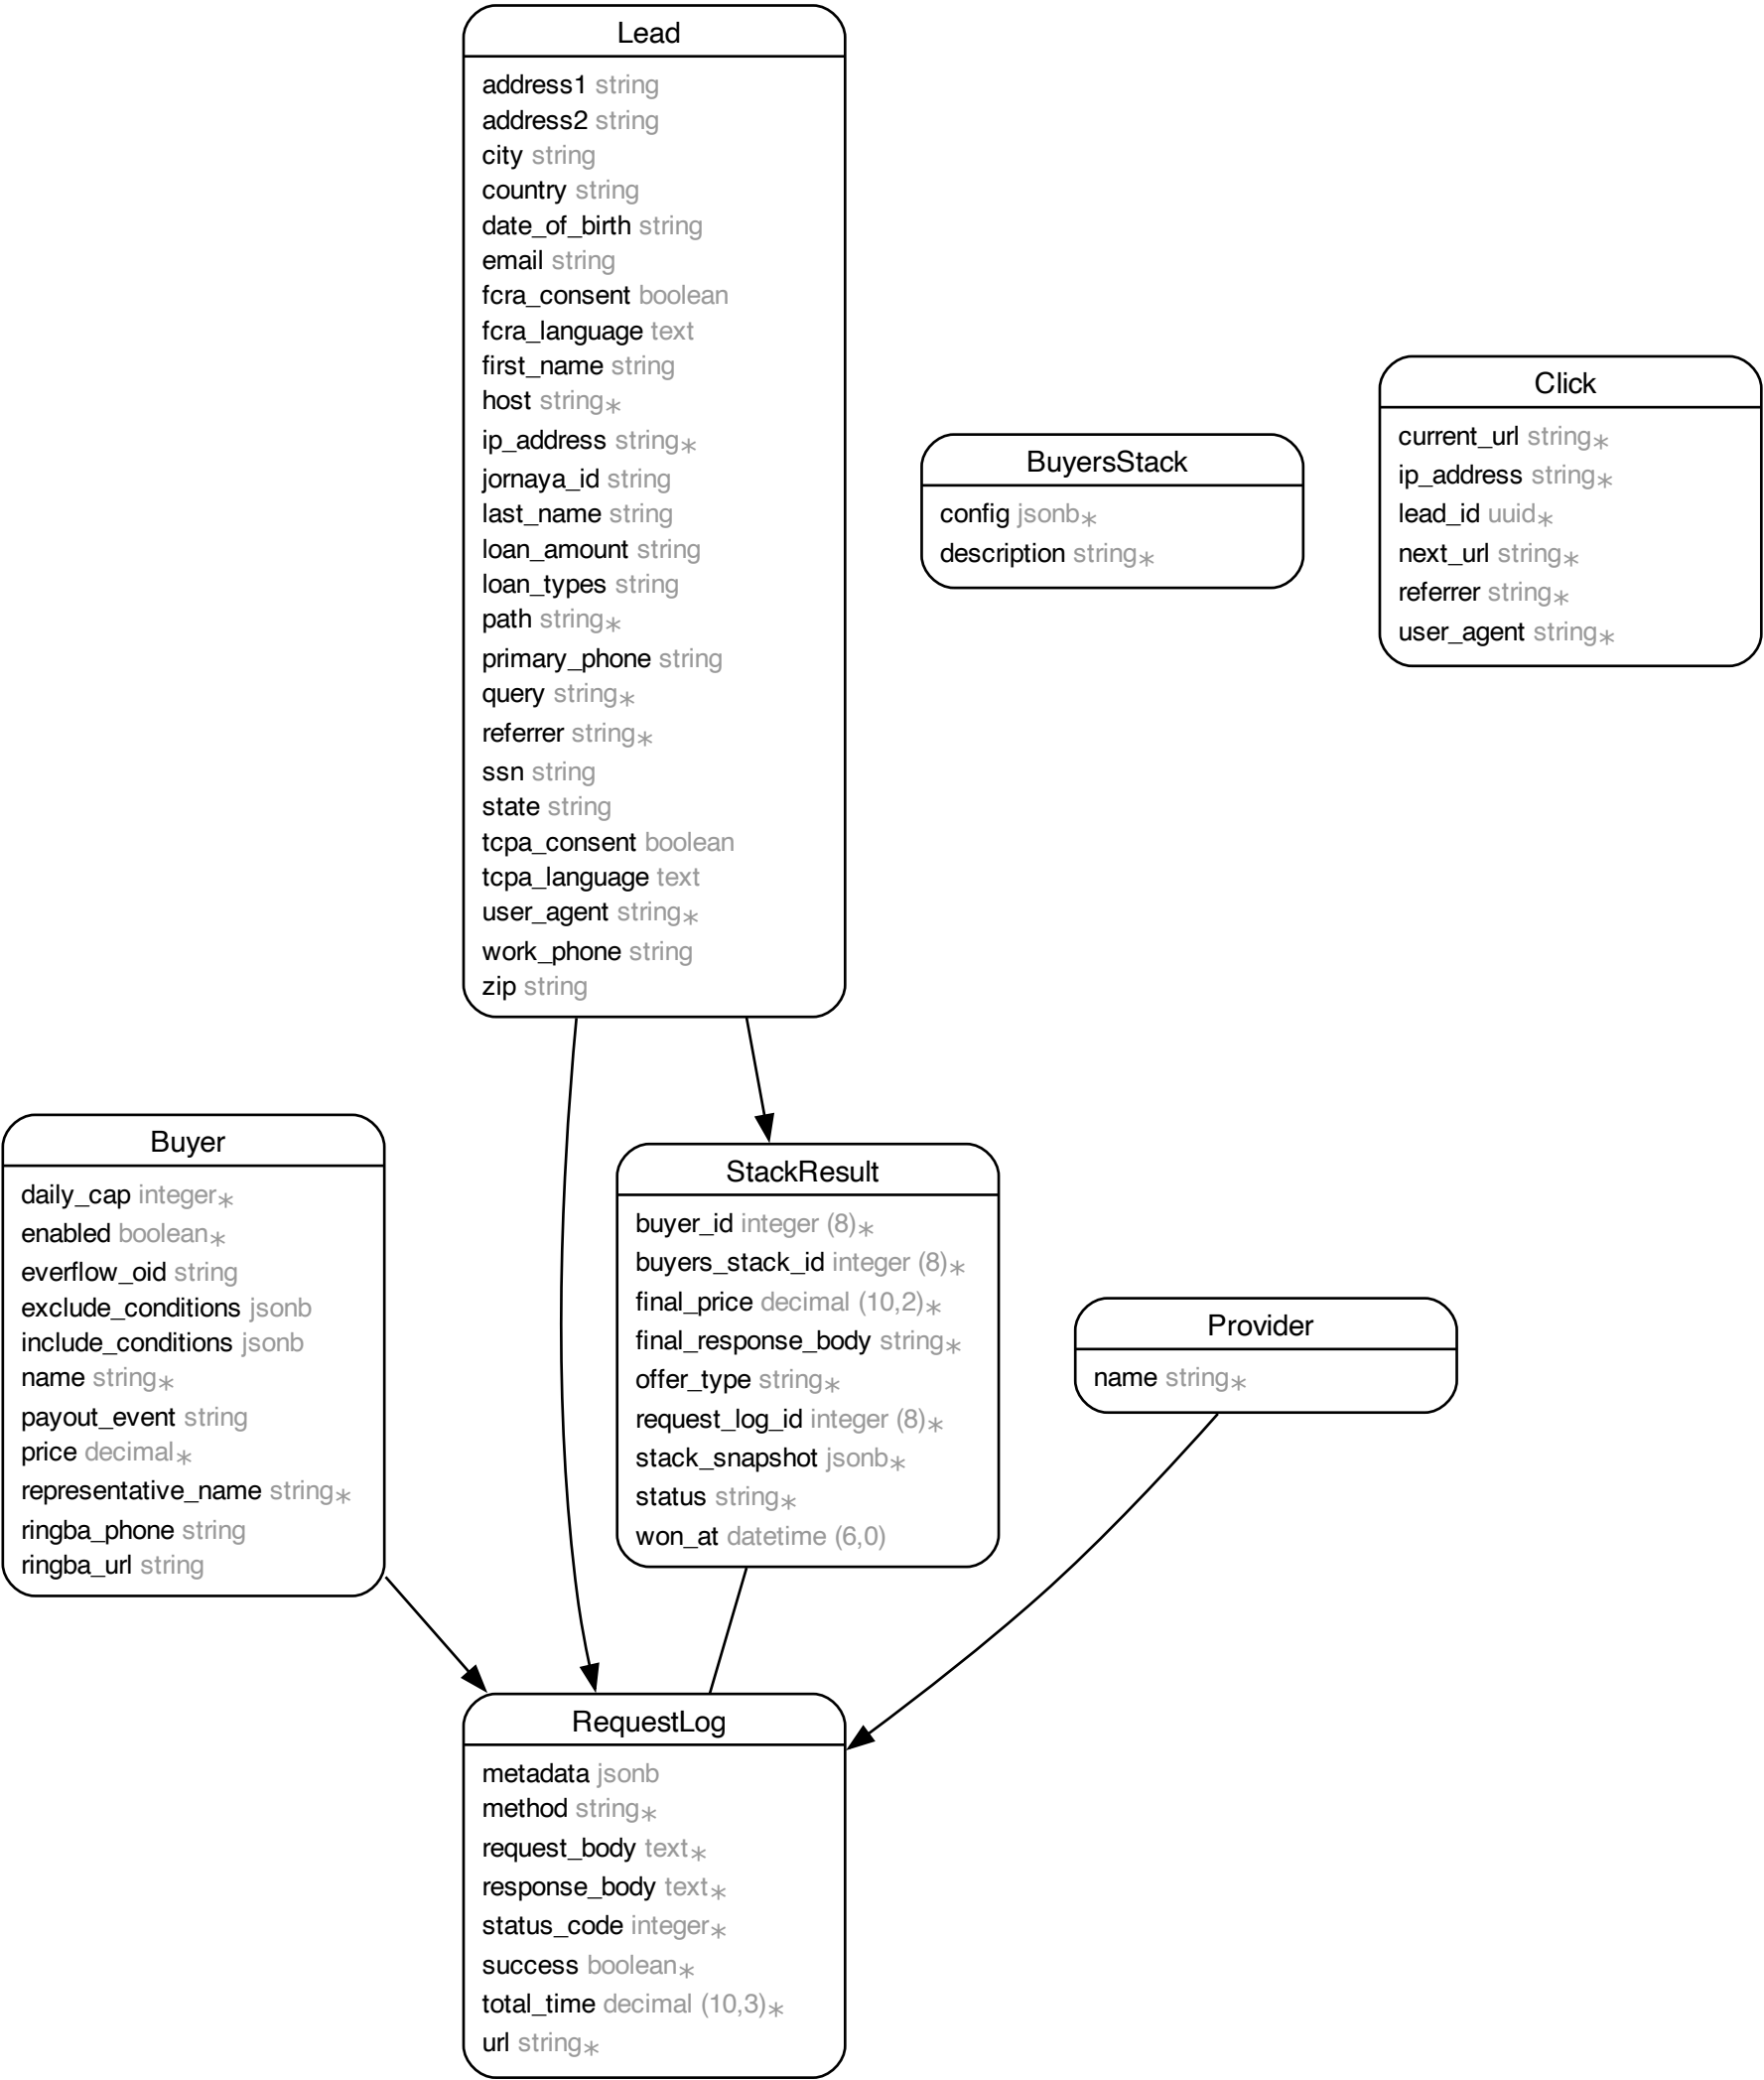 Lead
address1 string
address2 string
city string
country string
date_of_birth string
email string
fcra_consent boolean
fcra_language text
first_name string
host string*
ip_address string*
jornaya_id string
last_name string
loan_amount string
loan_types string
path string*
primary_phone string
query string*
referrer string*
ssn string
state string
tcpa_consent boolean
tcpa_language text
user_agent string*
work_phone string
zip string
BuyersStack
config jsonb*
description string*
Click
current_url string*
ip_address string*
lead_id uuid*
next_url string*
referrer string*
user_agent string*
Buyer
daily_cap integer*
enabled boolean*
everflow_oid string
exclude_conditions jsonb
include_conditions jsonb
name string*
payout_event string
price decimal*
representative_name string*
ringba_phone string
ringba_url string
StackResult
buyer_id integer (8)*
buyers_stack_id integer (8)*
final_price decimal (10,2)*
final_response_body string*
offer_type string*
request_log_id integer (8)*
stack_snapshot jsonb*
status string*
won_at datetime (6,0)
Provider
name string*
RequestLog
metadata jsonb
method string*
request_body text*
response_body text*
status_code integer*
success boolean*
total_time decimal (10,3)*
url string*